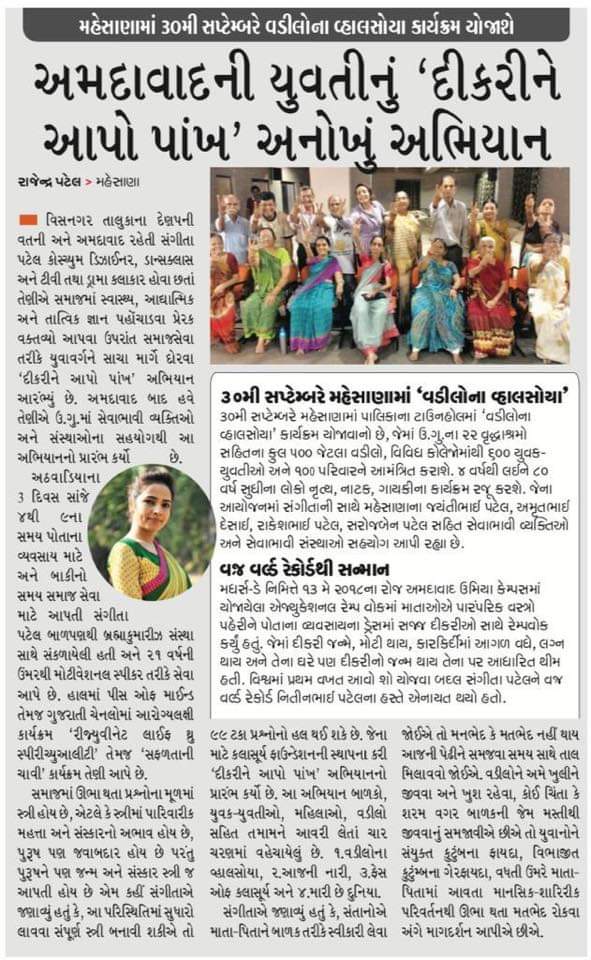 મહેસાણામાં ૩૦મી સપ્ટેમ્બરે વડીલોના વ્હાલસોયા કાર્યક્રમ યોજાશે
અમદાવાદની યુવતીનું ‘દીકરીને
આપો પાંખ’ અનોખું અભિયાન
રાજેન્દ્ર પટેલ > મહેસાણા
વિસનગર તાલુકાના દેણપની
વતની અને અમદાવાદ રહેતી સંગીતા
પટેલ કોસ્ચ્યુમ ડિઝાઈનર, ડાન્સક્લાસ
અને ટીવી તથા ડ્રામા કલાકાર હોવા છતાં
તેણીએ સમાજમાં સ્વાસ્થ્ય, આધાત્મિક
અને તાત્વિક જ્ઞાન પહોંચાડવા પ્રેરક
વક્તવ્યો આપવા ઉપરાંત સમાજસેવા
તરીકે યુવાવર્ગને સાચા માર્ગે દોરવા
‘દીકરીને આપો પાંખ’ અભિયાન
આરંભ્યું છે. અમદાવાદ બાદ હવે
તેણીએ ઉ.ગુ.માં સેવાભાવી વ્યક્તિઓ
અને સંસ્થાઓના સહયોગથી આ
અભિયાનનો પ્રારંભ કર્યો છે.
અઠવાડિયાના
3 દિવસ સાંજે
૪થી ૯ના
સમય પોતાના
વ્યવસાય માટે
અને બાકીનો
સમય સમાજ સેવા
માટે આપતી સંગીતા
પટેલ બાળપણથી બ્રહ્માકુમારીઝ સંસ્થા
સાથે સંકળાયેલી હતી અને ૨૧ વર્ષની
ઉંમરથી મોટીવેશનલ સ્પીકર તરીકે સેવા
આપે છે. હાલમાં પીસ ઓફ માઈન્ડ
તેમજ ગુજરાતી ચેનલોમાં આરોગ્યલક્ષી
કાર્યક્રમ ‘રીજ્યુવીનેટ લાઈફ થ્રુ
સ્પીરીચ્યુઆલીટી’ તેમજ ‘સફળતાની
ચાવી’ કાર્યક્રમ તેણી આપે છે.
સમાજમાં ઊભા થતા પ્રશ્નોના મૂળમાં
સ્ત્રી હોય છે, એટલે કે સ્ત્રીમાં પારિવારીક
મહત્તા અને સંસ્કારનો અભાવ હોય છે,
પુરૂષ પણ જવાબદાર હોય છે પરંતુ
પુરૂષને પણ જન્મ અને સંસ્કાર સ્ત્રી જ
આપતી હોય છે એમ કહીં સંગીતાએ
જણાવ્યું હતું કે, આ પરિસ્થિતિમાં સુધારો
લાવવા સંપૂર્ણ સ્ત્રી બનાવી શકીએ તો
૩૦મી સપ્ટેમ્બરે મહેસાણામાં ‘વડીલોના વ્હાલસોયા’
૩૦મી સપ્ટેમ્બરે મહેસાણામાં પાલિકાના ટાઉનહોલમાં ‘વડીલોના
વ્હાલસોયા’ કાર્યક્રમ યોજાવાનો છે, જેમાં ઉ.ગુ.ના ૨૨ વૃદ્ધાશ્રમો
સહિતના કુલ ૫૦૦ જેટલા વડીલો, વિવિધ કોલેજોમાંથી ૬૦૦ યુવક-
યુવતીઓ અને ૧૦૦ પરિવારને આમંત્રિત કરાશે. ૪ વર્ષથી લઈને ૮૦
વર્ષ સુધીના લોકો નૃત્ય, નાટક, ગાયકીના કાર્યક્રમ રજૂ કરશે. જેના
આયોજનમાં સંગીતાની સાથે મહેસાણાના જયંતીભાઈ પટેલ, અમૃતભાઈ
દેસાઈ, રાકેશભાઈ પટેલ, સરોજબેન પટેલ સહિત સેવાભાવી વ્યક્તિઓ
અને સેવાભાવી સંસ્થાઓ સહયોગ આપી રહ્યા છે.
વજ્ર વર્લ્ડ રેકોર્ડથી સન્માન
મધર્સ-ડે નિમિત્તે ૧૩ મે ૨૦૧૮ના રોજ અમદાવાદ ઉમિયા કેમ્પસમાં
યોજાયેલા એજ્યુકેશનલ રેમ્પ વોકમાં માતાઓએ પારંપરિક વસ્ત્રો
પહેરીને પોતાના વ્યવસાયના ડ્રેસમાં સજ્જ દીકરીઓ સાથે રેમ્પવોક
કર્યું હતું. જેમાં દીકરી જન્મે, મોટી થાય, કારકિર્દીમાં આગળ વધે, લગ્ન
થાય અને તેના ઘરે પણ દીકરીનો જન્મ થાય તેના પર આધારિત થીમ
હતી. વિશ્વમાં પ્રથમ વખત આવો શો યોજવા બદલ સંગીતા પટેલને વજ્ર
વર્લ્ડ રેકોર્ડ નિતીનભાઈ પટેલના હસ્તે એનાયત થયો હતો.
૯૯ ટકા પ્રશ્નોનો હલ થઈ શકે છે. જેના
માટે કલાસૂર્ય ફાઉન્ડેશનની સ્થાપના કરી
‘દીકરીને આપો પાંખ’ અભિયાનનો
પ્રારંભ કર્યો છે. આ અભિયાન બાળકો,
યુવક-યુવતીઓ, મહિલાઓ, વડીલો
સહિત તમામને આવરી લેતાં ચાર
ચરણમાં વહેચાયેલું છે. ૧.વડીલોના
વ્હાલસોયા, ૨.આજની નારી, ૩.ફેસ
ઓફ કલાસૂર્ય અને ૪.મારી છે દુનિયા.
સંગીતાએ જણાવ્યું હતું કે, સંતાનોએ
માતા-પિતાને બાળક તરીકે સ્વીકારી લેવા
જોઈએ તો મનભેદ કે મતભેદ નહીં થાય
આજની પેઢીને સમજવા સમય સાથે તાલ
મિલાવવો જોઈએ. વડીલોને અમે ખુલીને
જીવવા અને ખુશ રહેવા, કોઈ ચિંતા કે
શરમ વગર બાળકની જેમ મસ્તીથી
જીવવાનું સમજાવીએ છીએ તો યુવાનોને
સંયુક્ત કુટુંબના ફાયદા, વિભાજીત
કુટુંબના ગેરફાયદા, વધતી ઉંમરે માતા-
પિતામાં આવતા માનસિક-શારિરીક
પરિવર્તનથી ઊભા થતા મતભેદ રોકવા
અંગે માગદર્શન આપીએ છીએ.